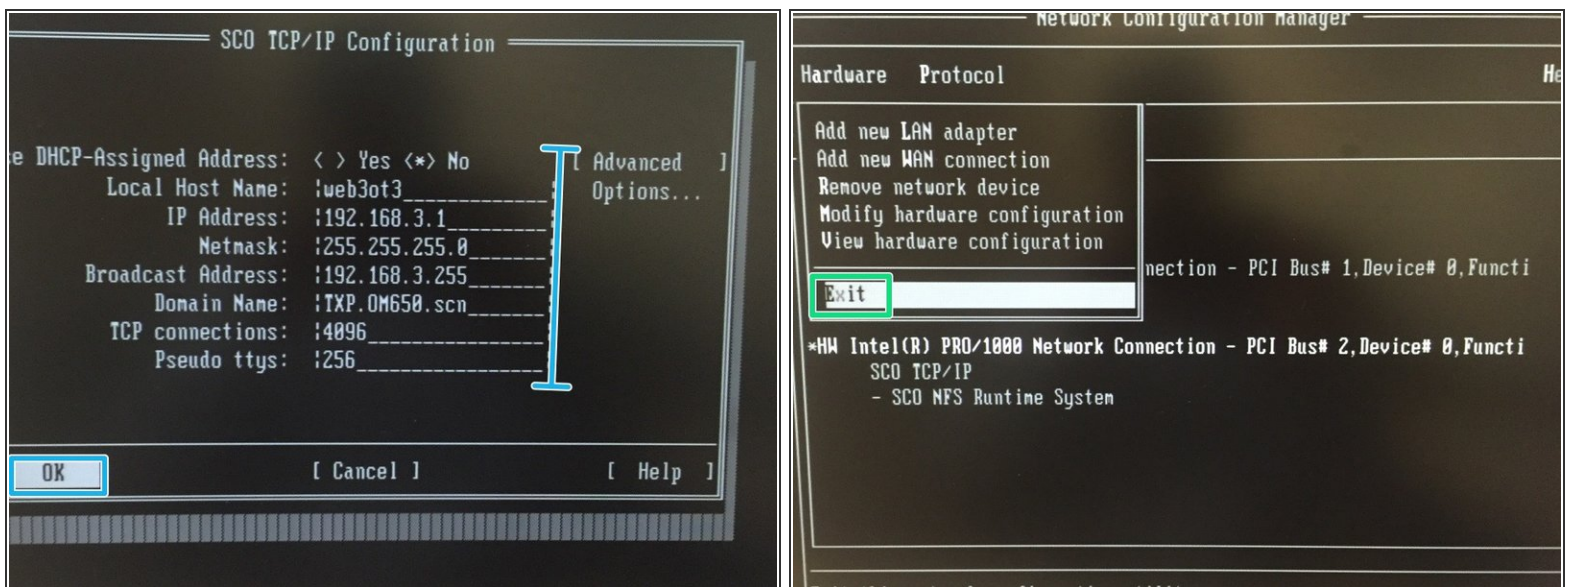 SCO TCP/IP Configuration
e DHCP-Assigned Address: < > Yes <*> No [ Advanced ]
Local Host Name: ¦web3ot3 Options...
IP Address: ¦192.168.3.1
Netmask: ¦255.255.255.0
Broadcast Address: ¦192.168.3.255
Domain Name: ¦TXP.OM650.scn
TCP connections: ¦4096
Pseudo ttys: ¦256
OK [ Cancel ] [ Help ]
Network Configuration Manager
Hardware Protocol He
Add new LAN adapter
Add new WAN connection
Remove network device
Modify hardware configuration
View hardware configuration
nection - PCI Bus# 1,Device# 0,Functi
Exit
*HW Intel(R) PRO/1000 Network Connection - PCI Bus# 2,Device# 0,Functi
SCO TCP/IP
- SCO NFS Runtime System